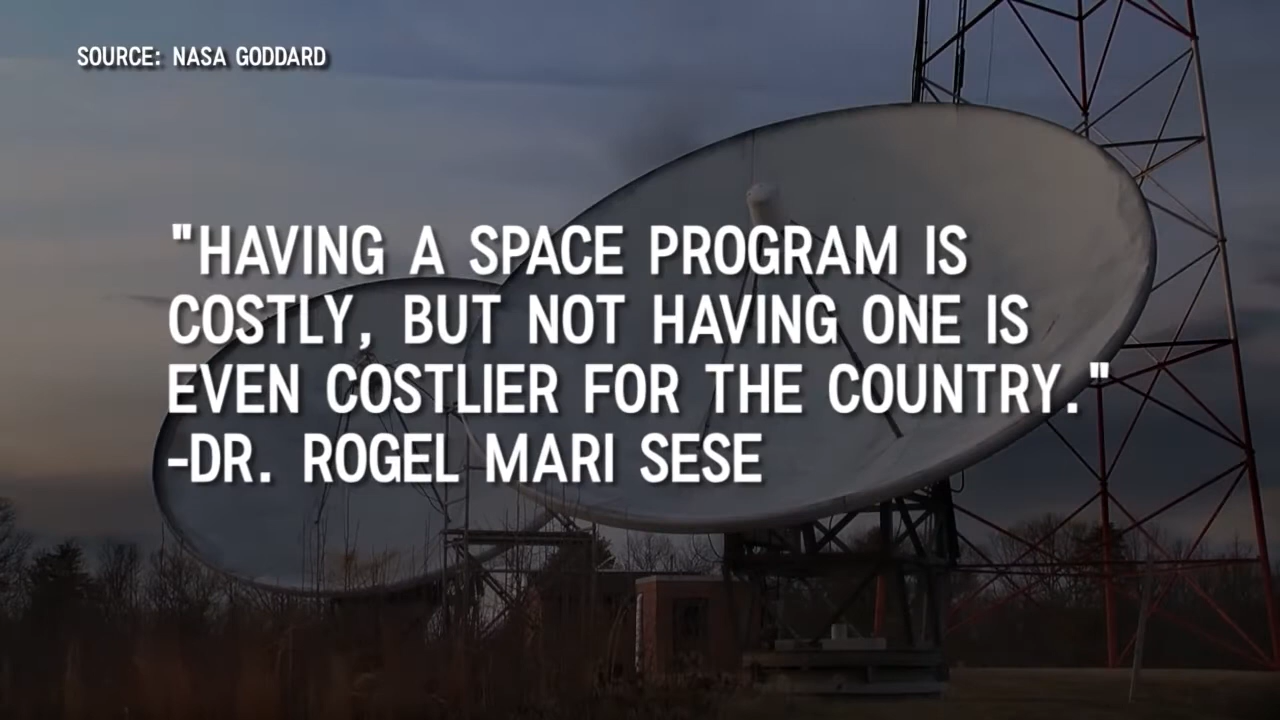 SOURCE: NASA GODDARD
"HAVING A SPACE PROGRAM IS
COSTLY, BUT NOT HAVING ONE IS
EVEN COSTLIER FOR THE COUNTRY."
-DR. ROGEL MARI SESE